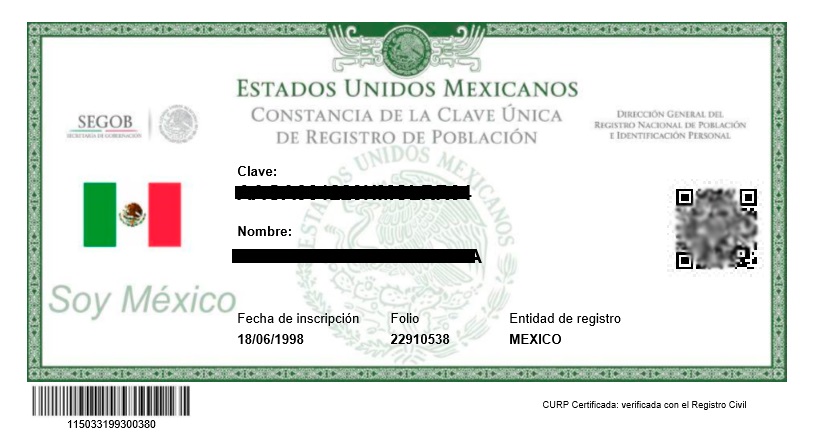 ESTADOS UNIDOS MEXICANOS
CONSTANCIA DE LA CLAVE ÚNICA
DE REGISTRO DE POBLACIÓN
SEGOB
SECRETARÍA DE GOBERNACIÓN
DIRECCIÓN GENERAL DEL
REGISTRO NACIONAL DE POBLACIÓN
E IDENTIFICACIÓN PERSONAL
ESTADOS UNIDOS MEXICANOS
Clave:
Nombre:
Soy México
Fecha de inscripción Folio Entidad de registro
18/06/1998 22910538 MEXICO
115033199300380
CURP Certificada: verificada con el Registro Civil